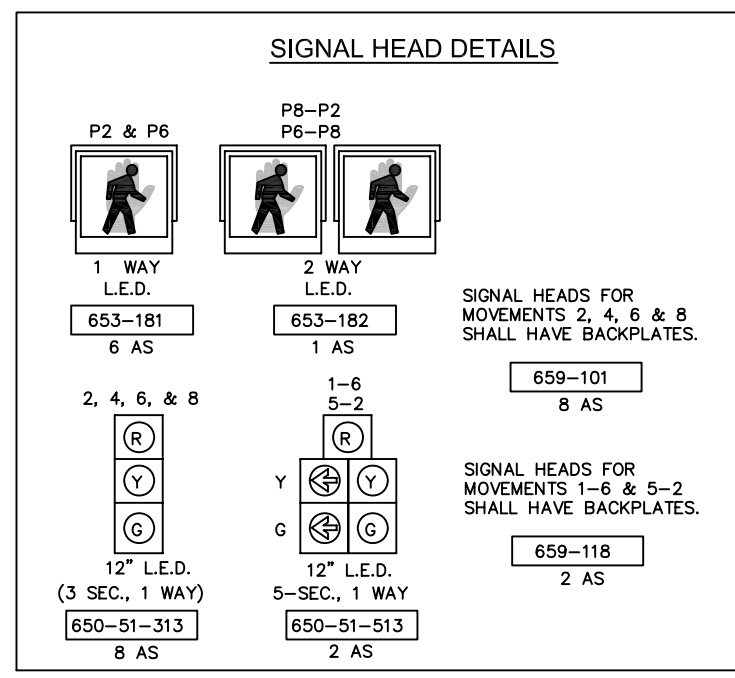 SIGNAL HEAD DETAILS
P2 & P6
1 WAY
L.E.D.
653-181
6 AS
P8-P2
P6-P8
2 WAY
L.E.D.
653-182
1 AS
SIGNAL HEADS FOR
MOVEMENTS 2, 4, 6 & 8
SHALL HAVE BACKPLATES.
659-101
8 AS
2, 4, 6, & 8
R
Y
G
12" L.E.D.
(3 SEC., 1 WAY)
650-51-313
8 AS
1-6
5-2
R
Y Y
G G
12" L.E.D.
5-SEC., 1 WAY
650-51-513
2 AS
SIGNAL HEADS FOR
MOVEMENTS 1-6 & 5-2
SHALL HAVE BACKPLATES.
659-118
2 AS